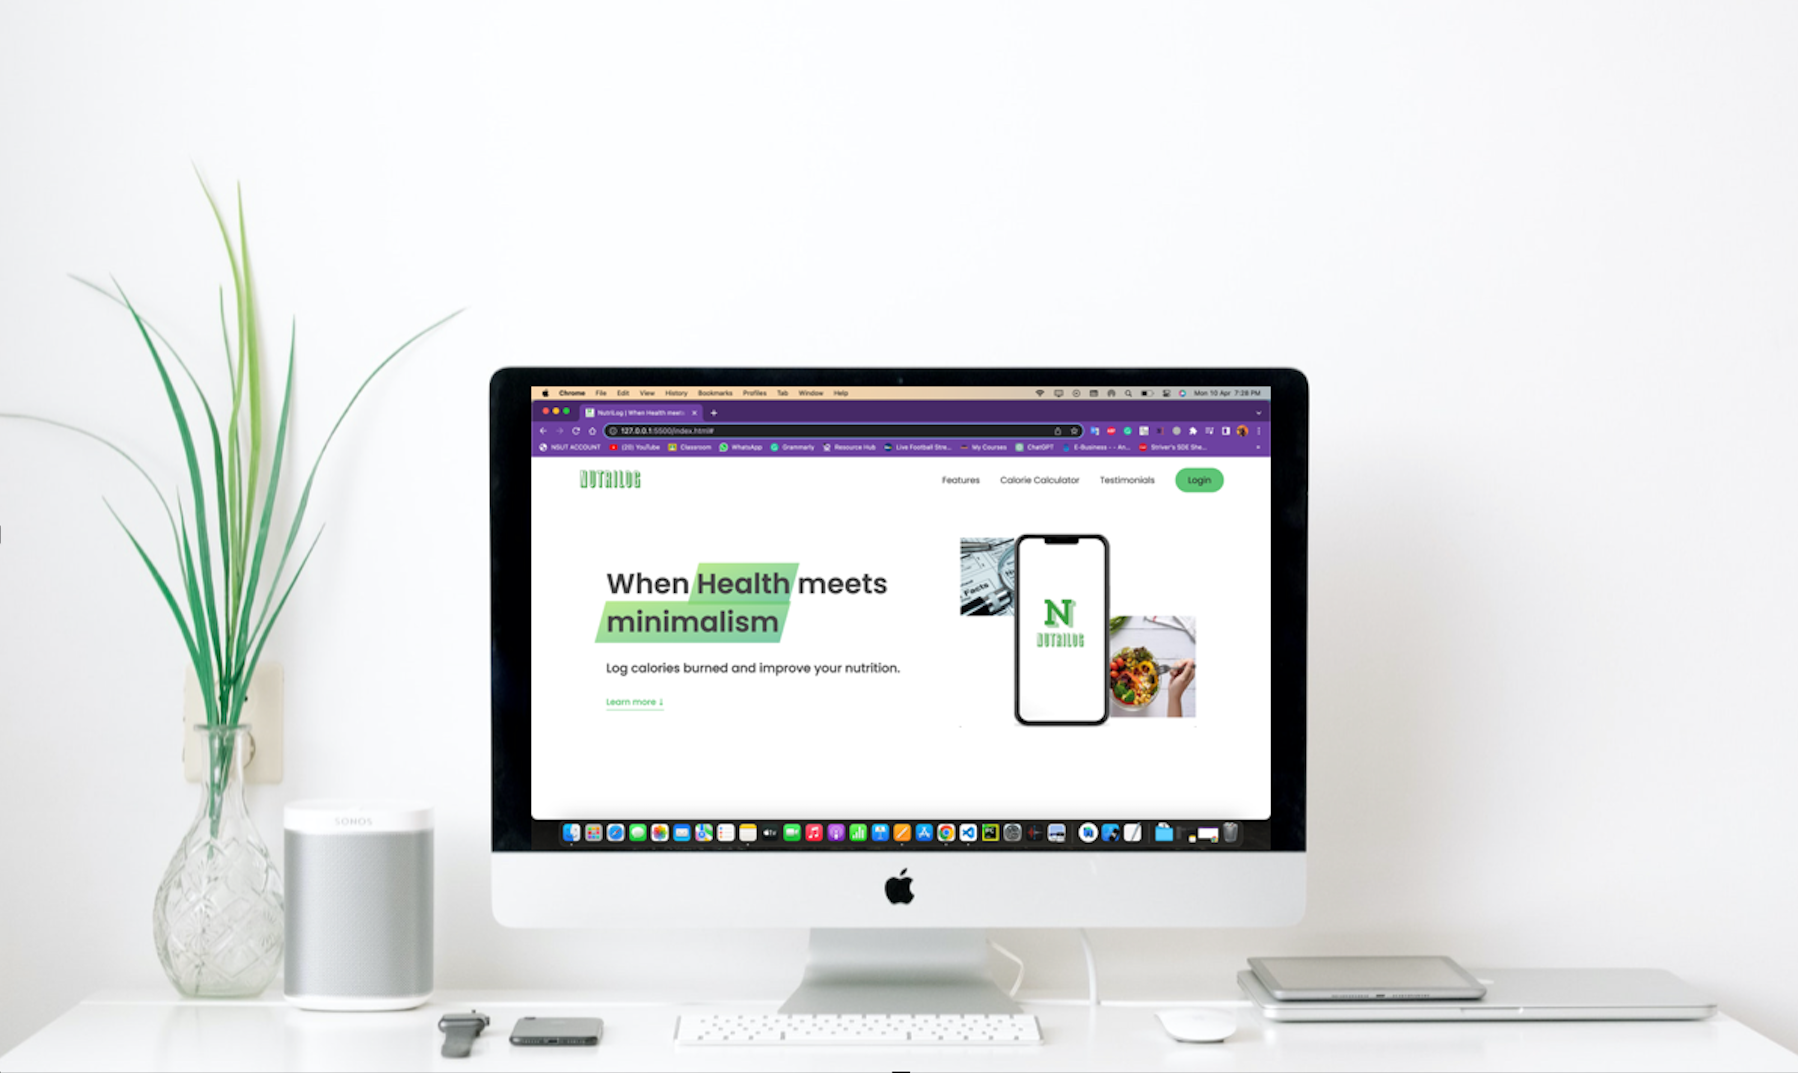 Chrome File Edit View History Bookmarks Profiles Tab Window Help Mon 10 Apr 7:28 PM
NutriLog | When Health meets
127.0.0.1:5500/index.html#
NSUT ACCOUNT (20) YouTube Classroom WhatsApp Grammarly Resource Hub Live Football Stre... My Courses ChatGPT E-Business - - An... Striver's SDE She...
NUTRILOG Features Calorie Calculator Testimonials Login
When Health meets
minimalism
Log calories burned and improve your nutrition.
Learn more ↓
Facts
N
NUTRILOG
tv
SONOS